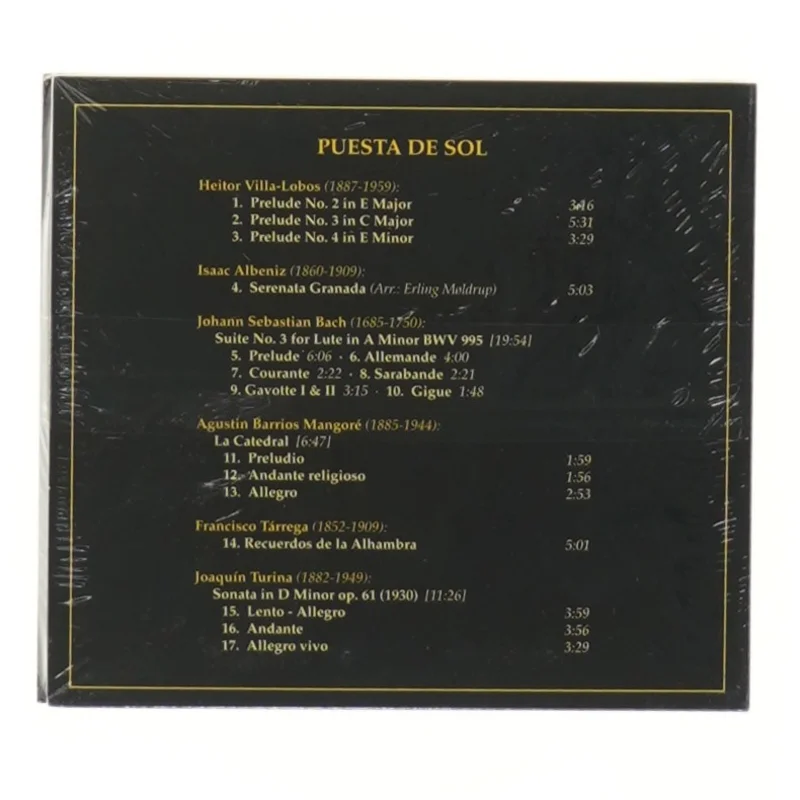 PUESTA DE SOL
Heitor Villa-Lobos (1887-1959):
1. Prelude No. 2 in E Major 3:16
2. Prelude No. 3 in C Major 5:31
3. Prelude No. 4 in E Minor 3:29
Isaac Albeniz (1860-1909):
4. Serenata Granada (Arr.: Erling Møldrup) 5:03
Johann Sebastian Bach (1685-1750):
Suite No. 3 for Lute in A Minor BWV 995 [19:54]
5. Prelude 6:06 · 6. Allemande 4:00
7. Courante 2:22 · 8. Sarabande 2:21
9. Gavotte I & II 3:15 · 10. Gigue 1:48
Agustin Barrios Mangoré (1885-1944):
La Catedral [6:47]
11. Preludio 1:59
12. Andante religioso 1:56
13. Allegro 2:53
Francisco Tárrega (1852-1909):
14. Recuerdos de la Alhambra 5:01
Joaquín Turina (1882-1949):
Sonata in D Minor op. 61 (1930) [11:26]
15. Lento - Allegro 3:59
16. Andante 3:56
17. Allegro vivo 3:29